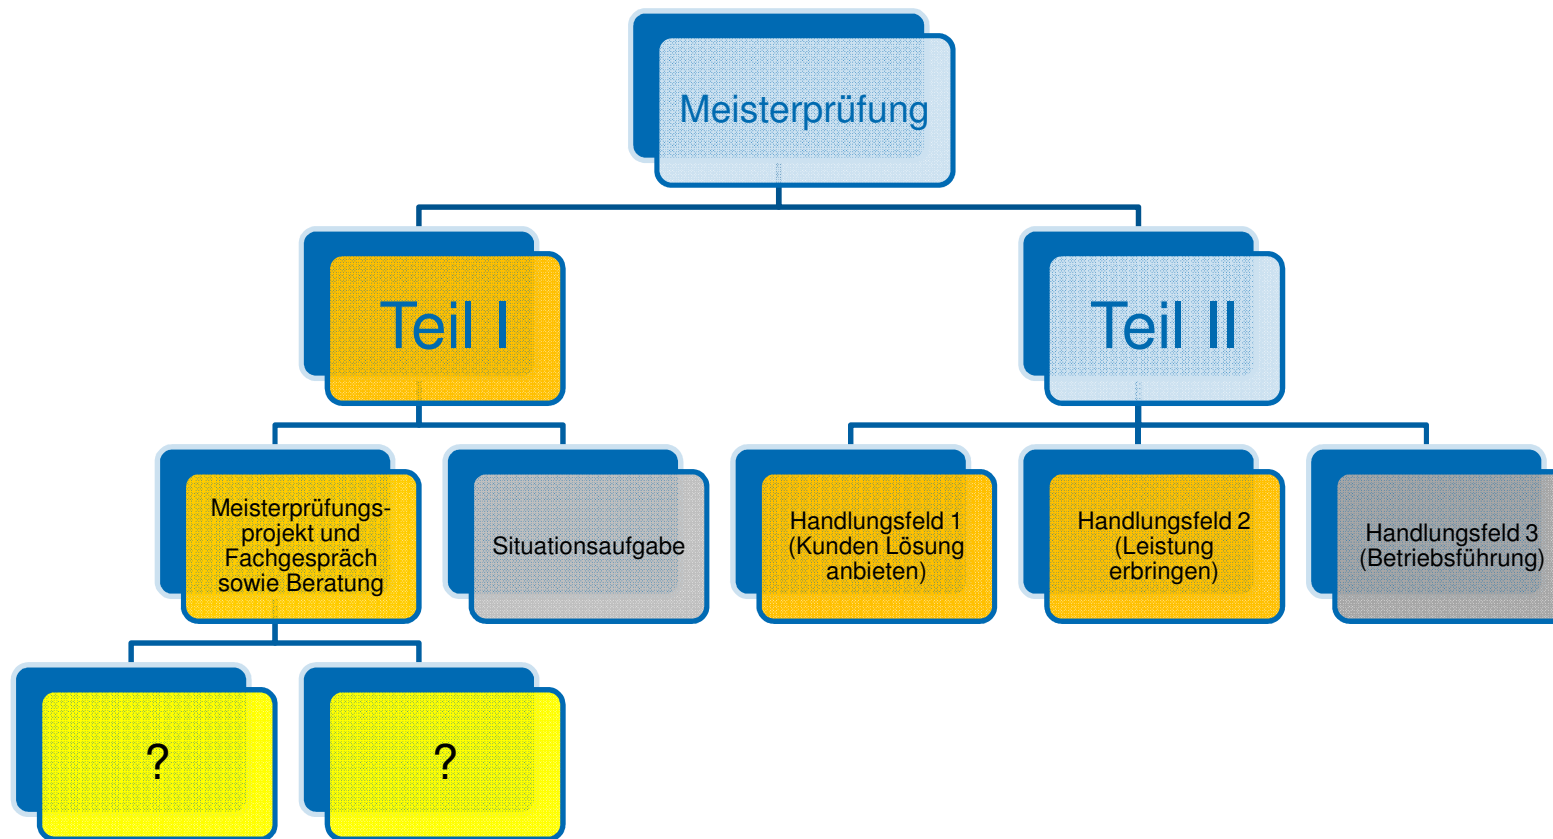 Meisterprüfung
Teil I
Teil II
Meisterprüfungs-
projekt und
Fachgespräch
sowie Beratung
Situationsaufgabe
Handlungsfeld 1
(Kunden Lösung
anbieten)
Handlungsfeld 2
(Leistung
erbringen)
Handlungsfeld 3
(Betriebsführung)
?
?